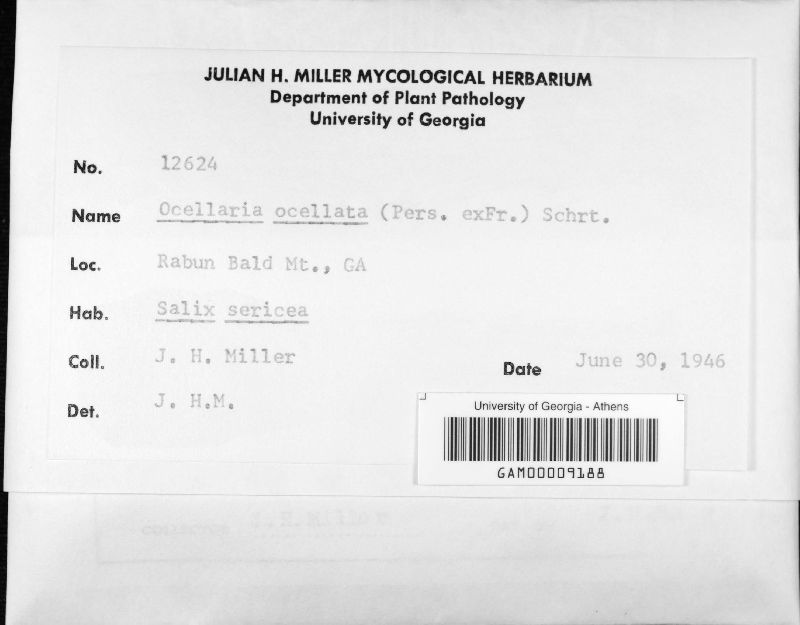 JULIAN H. MILLER MYCOLOGICAL HERBARIUM
Department of Plant Pathology
University of Georgia
No. 12624
Name Ocellaria ocellata (Pers. exFr.) Schrt.
Loc. Rabun Bald Mt., GA
Hab. Salix sericea
Coll. J. H. Miller Date June 30, 1946
Det. J. H.M.
University of Georgia - Athens
GAM00009188
COLLECTOR J. H. Miller